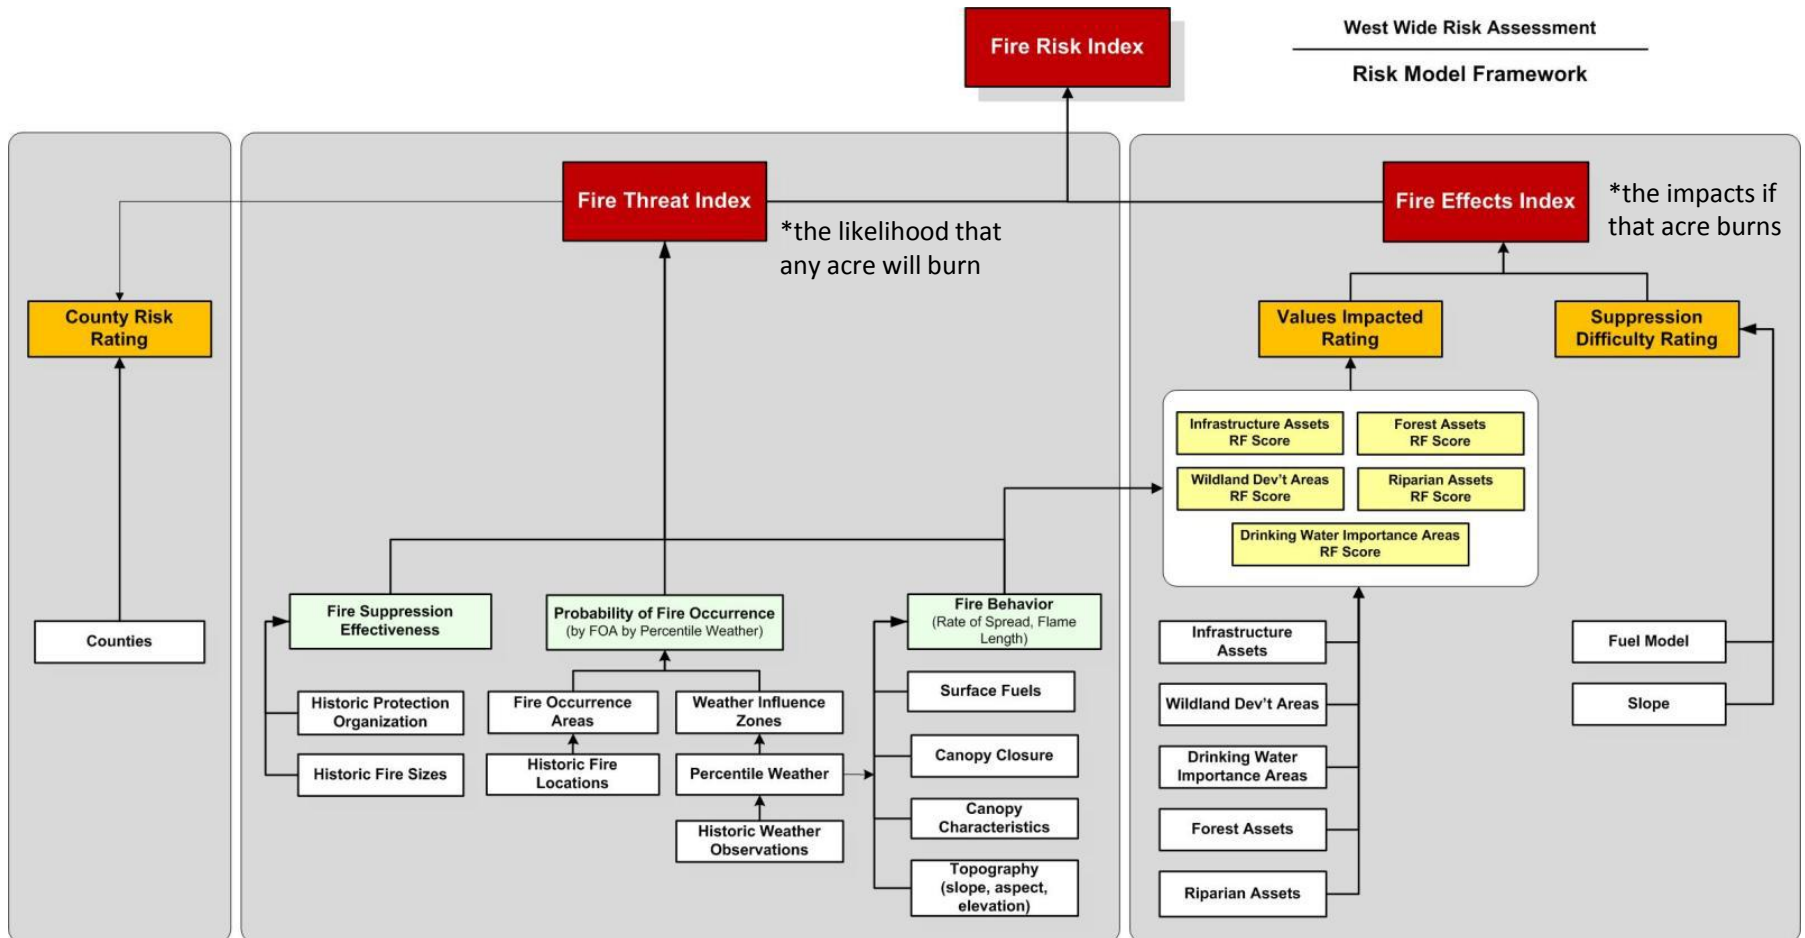 Fire Risk Index
West Wide Risk Assessment
Risk Model Framework
Fire Threat Index
*the likelihood that
any acre will burn
Fire Effects Index
*the impacts if
that acre burns
County Risk
Rating
Values Impacted
Rating
Suppression
Difficulty Rating
Infrastructure Assets
RF Score
Forest Assets
RF Score
Wildland Dev't Areas
RF Score
Riparian Assets
RF Score
Drinking Water Importance Areas
RF Score
Counties
Fire Suppression
Effectiveness
Probability of Fire Occurrence
(by FOA by Percentile Weather)
Fire Behavior
(Rate of Spread, Flame
Length)
Historic Protection
Organization
Historic Fire Sizes
Fire Occurrence
Areas
Historic Fire
Locations
Weather Influence
Zones
Percentile Weather
Historic Weather
Observations
Surface Fuels
Canopy Closure
Canopy
Characteristics
Topography
(slope, aspect,
elevation)
Infrastructure
Assets
Wildland Dev't Areas
Drinking Water
Importance Areas
Forest Assets
Riparian Assets
Fuel Model
Slope